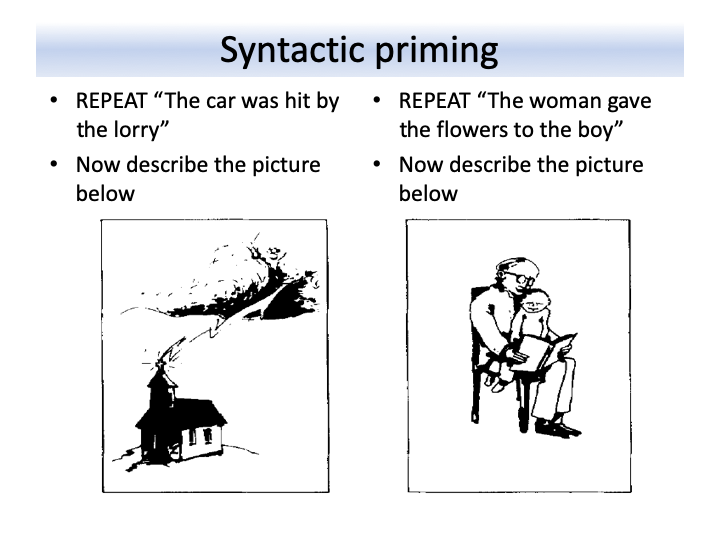 Syntactic priming
• REPEAT “The car was hit by
the lorry”
• Now describe the picture
below
• REPEAT “The woman gave
the flowers to the boy”
• Now describe the picture
below